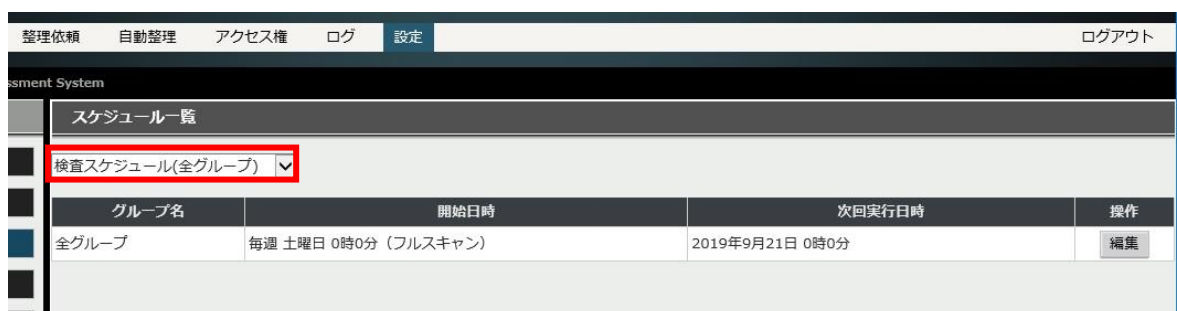 整理依頼 自動整理 アクセス権 ログ 設定 ログアウト
ssment System
スケジュール一覧
検査スケジュール(全グループ)
グループ名 開始日時 次回実行日時 操作
全グループ 毎週 土曜日 0時0分（フルスキャン） 2019年9月21日 0時0分 編集